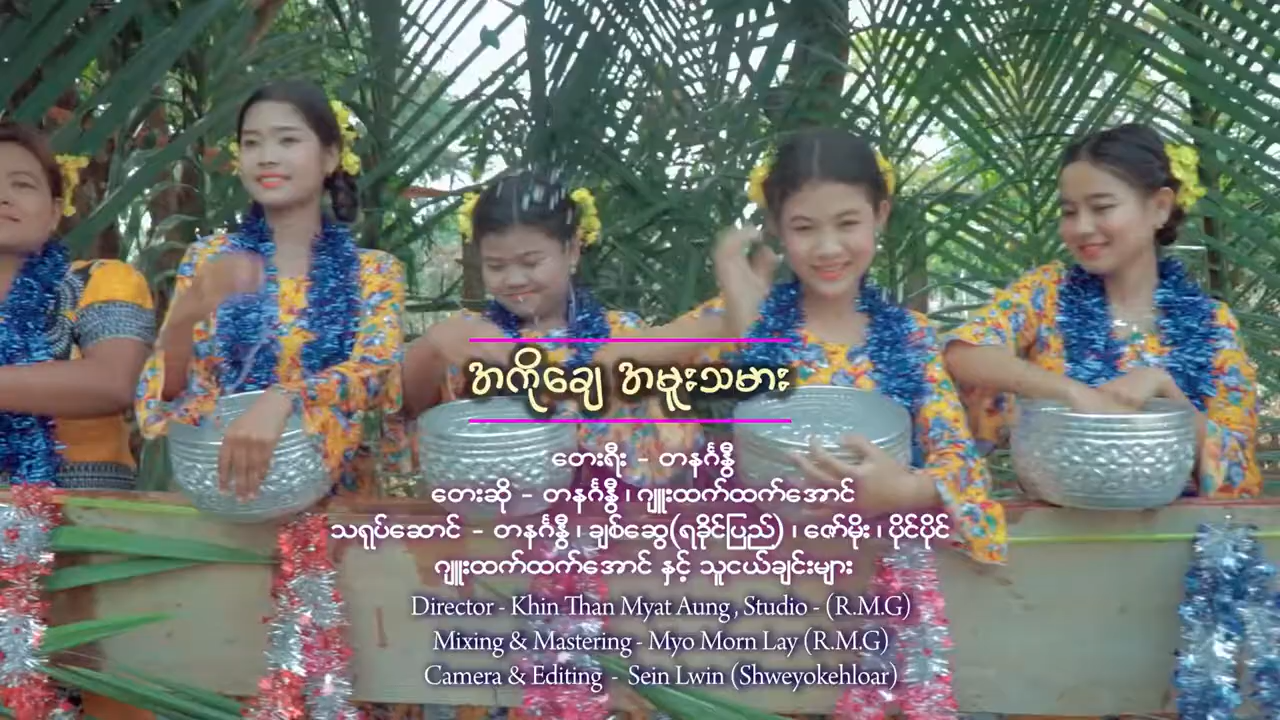 အကိုချေ အမူးသမား
တေးရီး - တနင်္ဂနွီ
တေးဆို - တနင်္ဂနွီ ၊ ဂျူးထက်ထက်အောင်
သရုပ်ဆောင် - တနင်္ဂနွီ ၊ ချစ်ဆွေ(ရခိုင်ပြည်) ၊ ဇော်မိုး ၊ ပိုင်ပိုင်
ဂျူးထက်ထက်အောင် နှင့် သူငယ်ချင်းများ
Director - Khin Than Myat Aung , Studio - (R.M.G)
Mixing & Mastering - Myo Morn Lay (R.M.G)
Camera & Editing - Sein Lwin (Shweyokehloar)